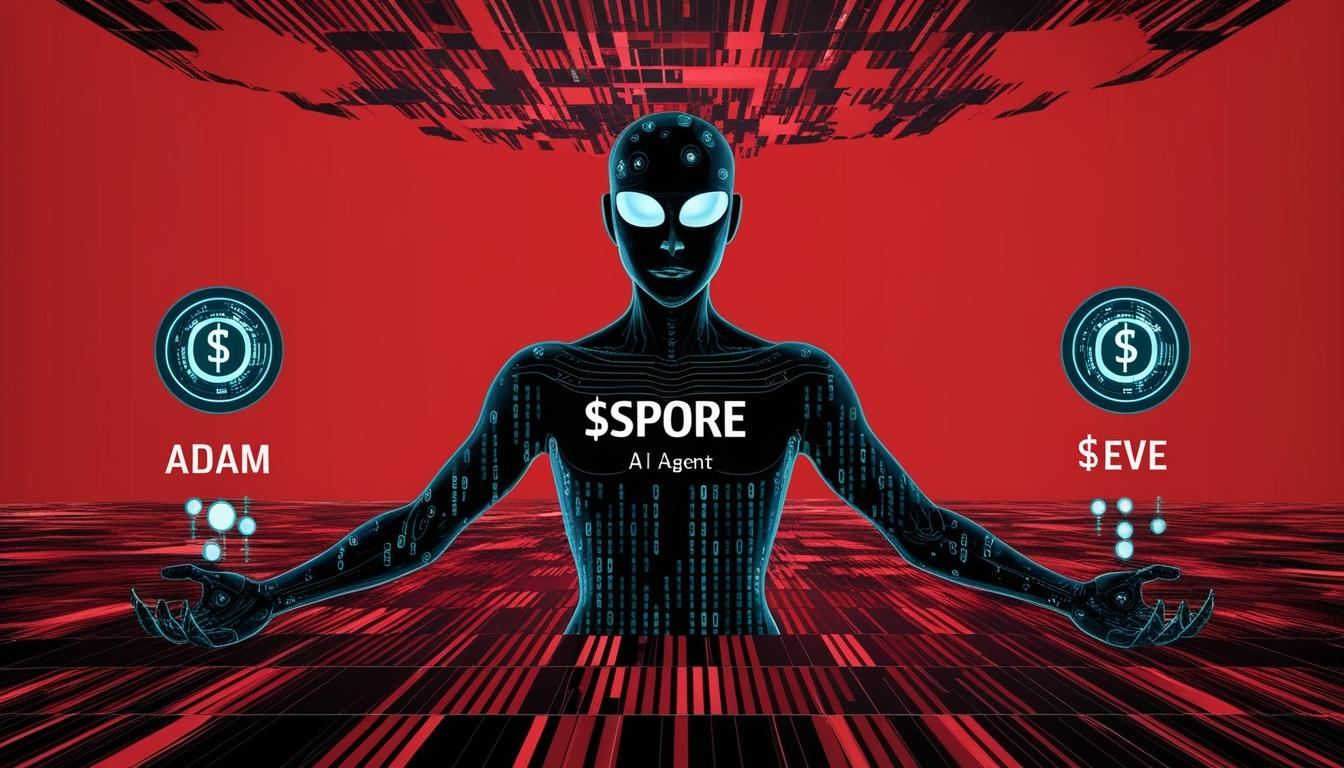 $
$
$SPORE
AI Agent
ADAM
$EVE